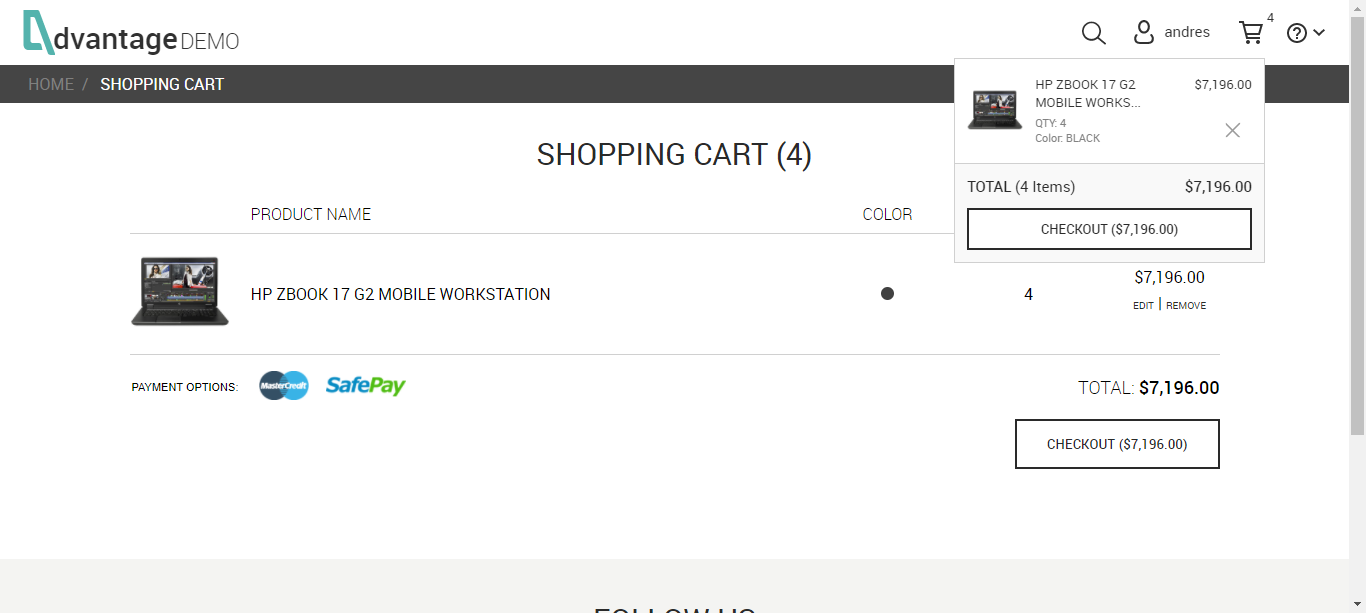 dvantage DEMO
andres
4
HOME / SHOPPING CART
HP ZBOOK 17 G2
MOBILE WORKS...
$7,196.00
QTY: 4
Color: BLACK
TOTAL (4 Items) $7,196.00
CHECKOUT ($7,196.00)
SHOPPING CART (4)
PRODUCT NAME COLOR
HP ZBOOK 17 G2 MOBILE WORKSTATION 4 $7,196.00
EDIT | REMOVE
PAYMENT OPTIONS: MasterCredit SafePay
TOTAL: $7,196.00
CHECKOUT ($7,196.00)
FOLLOW US